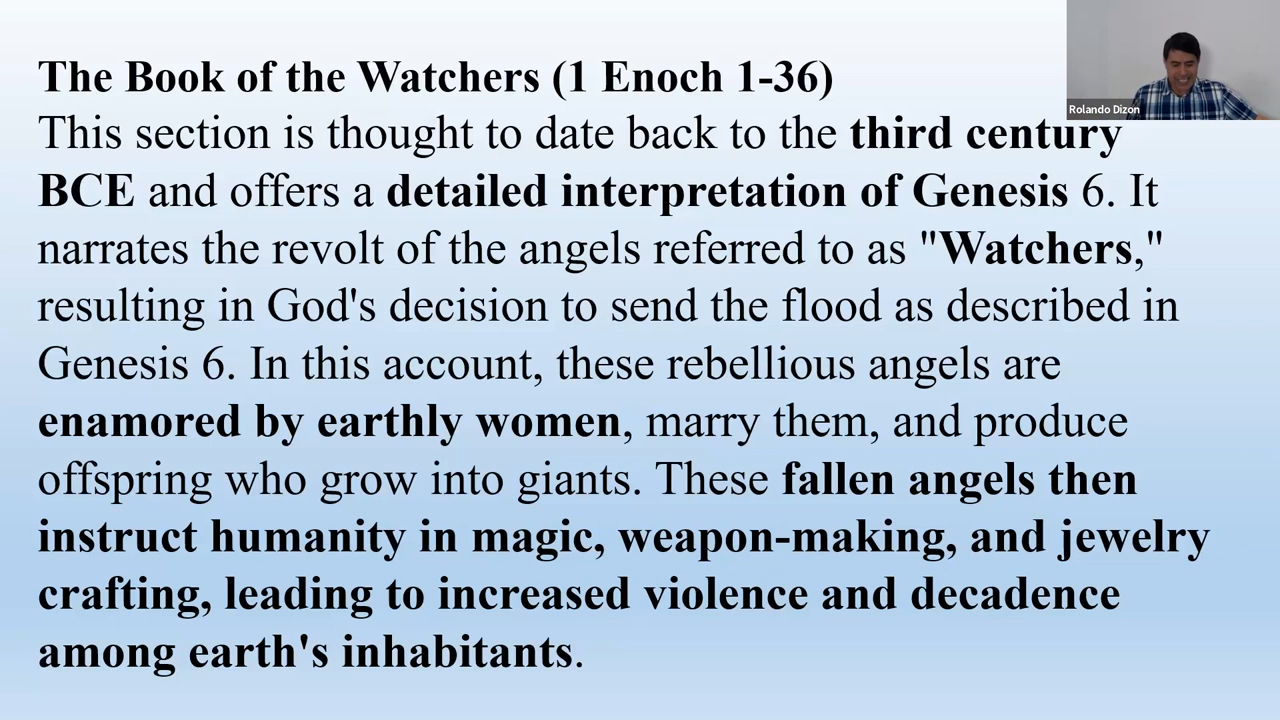 The Book of the Watchers (1 Enoch 1-36)
Rolando Dizon
This section is thought to date back to the third century
BCE and offers a detailed interpretation of Genesis 6. It
narrates the revolt of the angels referred to as "Watchers,"
resulting in God's decision to send the flood as described in
Genesis 6. In this account, these rebellious angels are
enamored by earthly women, marry them, and produce
offspring who grow into giants. These fallen angels then
instruct humanity in magic, weapon-making, and jewelry
crafting, leading to increased violence and decadence
among earth's inhabitants.